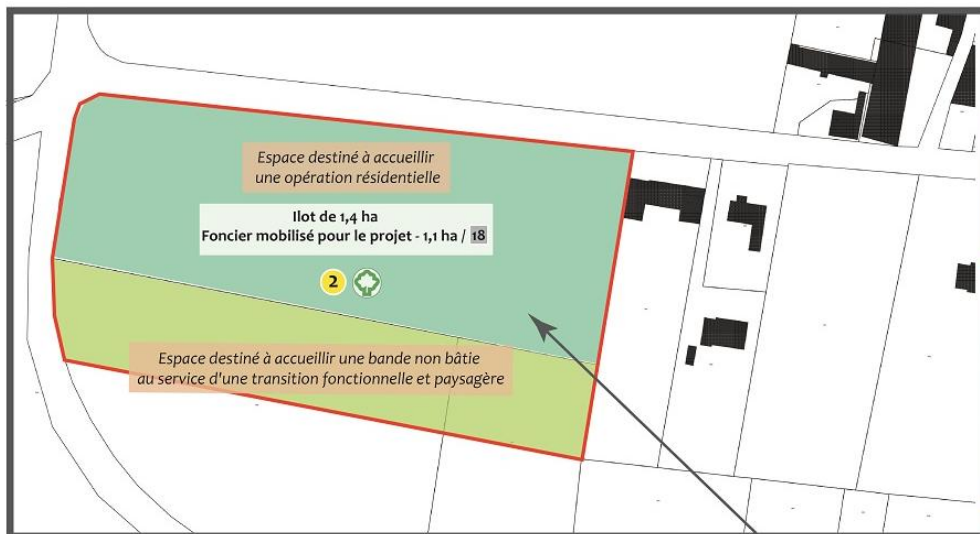 Espace destiné à accueillir
une opération résidentielle
Ilot de 1,4 ha
Foncier mobilisé pour le projet - 1,1 ha / 18
2
Espace destiné à accueillir une bande non bâtie
au service d'une transition fonctionnelle et paysagère